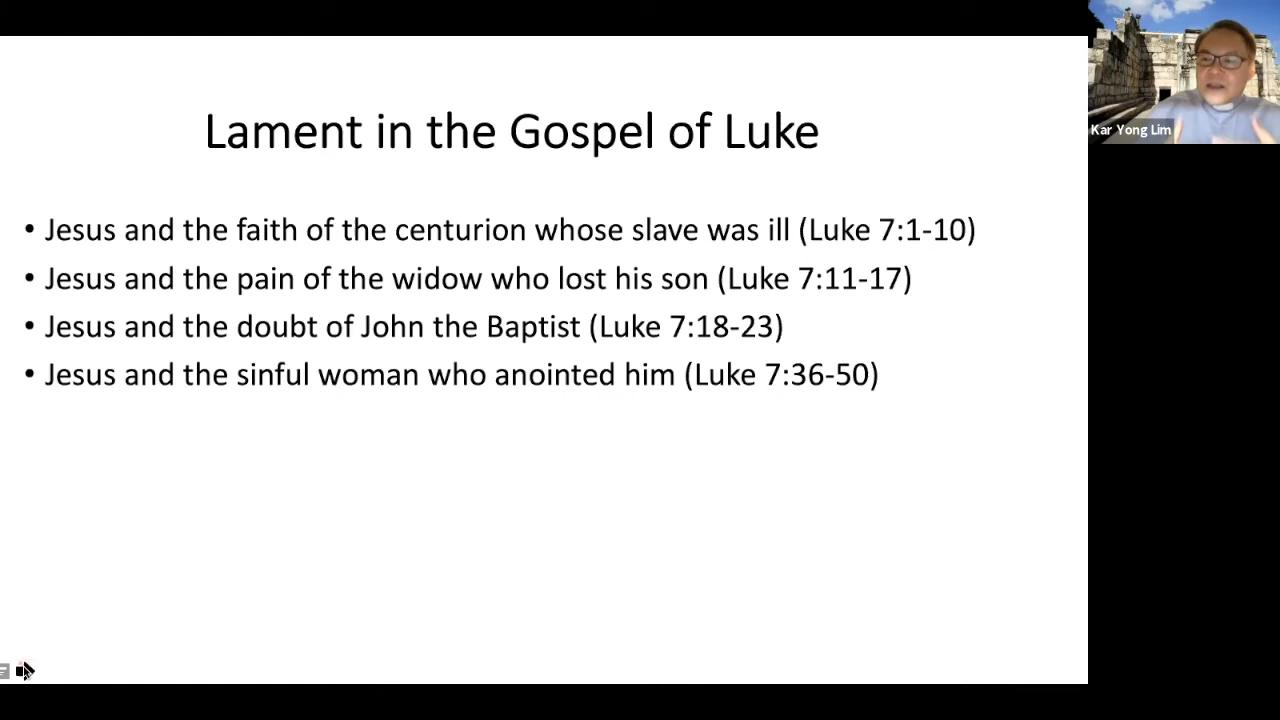 Lament in the Gospel of Luke
• Jesus and the faith of the centurion whose slave was ill (Luke 7:1-10)
• Jesus and the pain of the widow who lost his son (Luke 7:11-17)
• Jesus and the doubt of John the Baptist (Luke 7:18-23)
• Jesus and the sinful woman who anointed him (Luke 7:36-50)
Kar Yong Lim